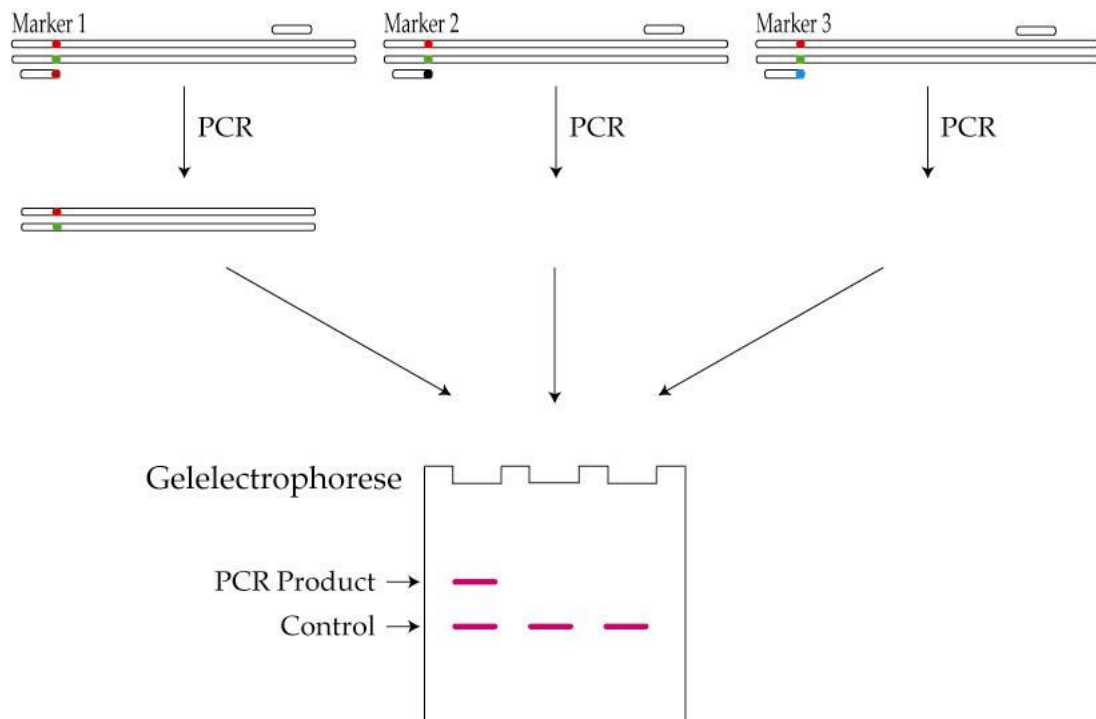 Marker 1
Marker 2
Marker 3
PCR
PCR
PCR
Gelelectrophorese
PCR Product
Control